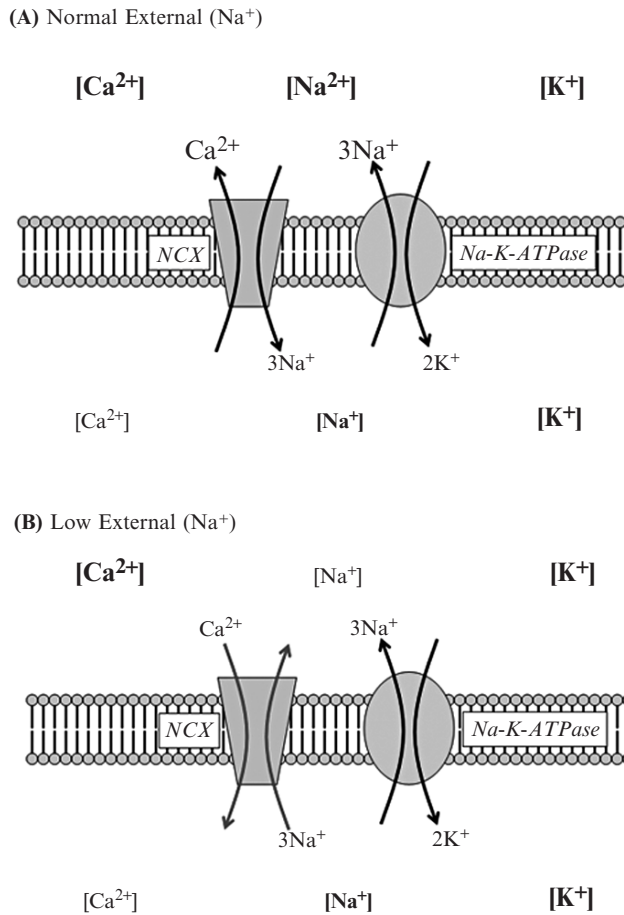 (A) Normal External (Na⁺)
[Ca²⁺] [Na²⁺] [K⁺]
Ca²⁺ 3Na⁺
NCX Na-K-ATPase
3Na⁺ 2K⁺
[Ca²⁺] [Na⁺] [K⁺]
(B) Low External (Na⁺)
[Ca²⁺] [Na⁺] [K⁺]
Ca²⁺ 3Na⁺
NCX Na-K-ATPase
3Na⁺ 2K⁺
[Ca²⁺] [Na⁺] [K⁺]